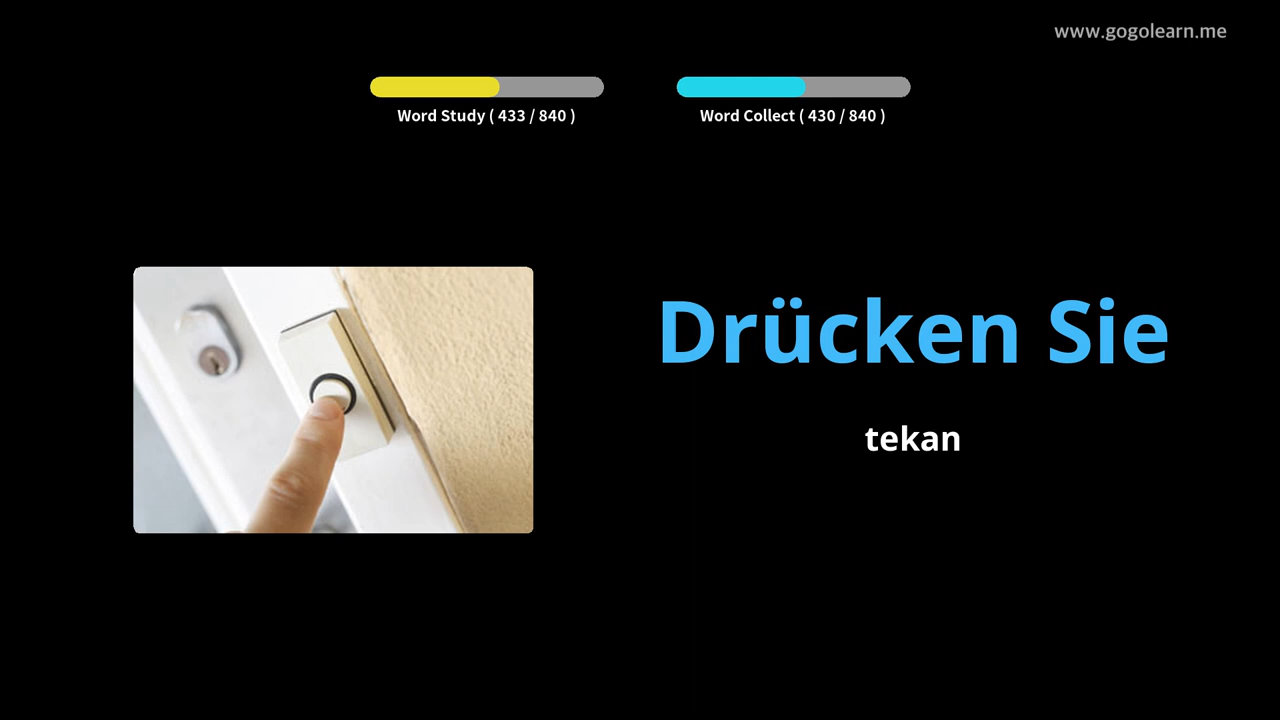 www.gogolearn.me
Word Study ( 433 / 840 )
Word Collect ( 430 / 840 )
Drücken Sie
tekan